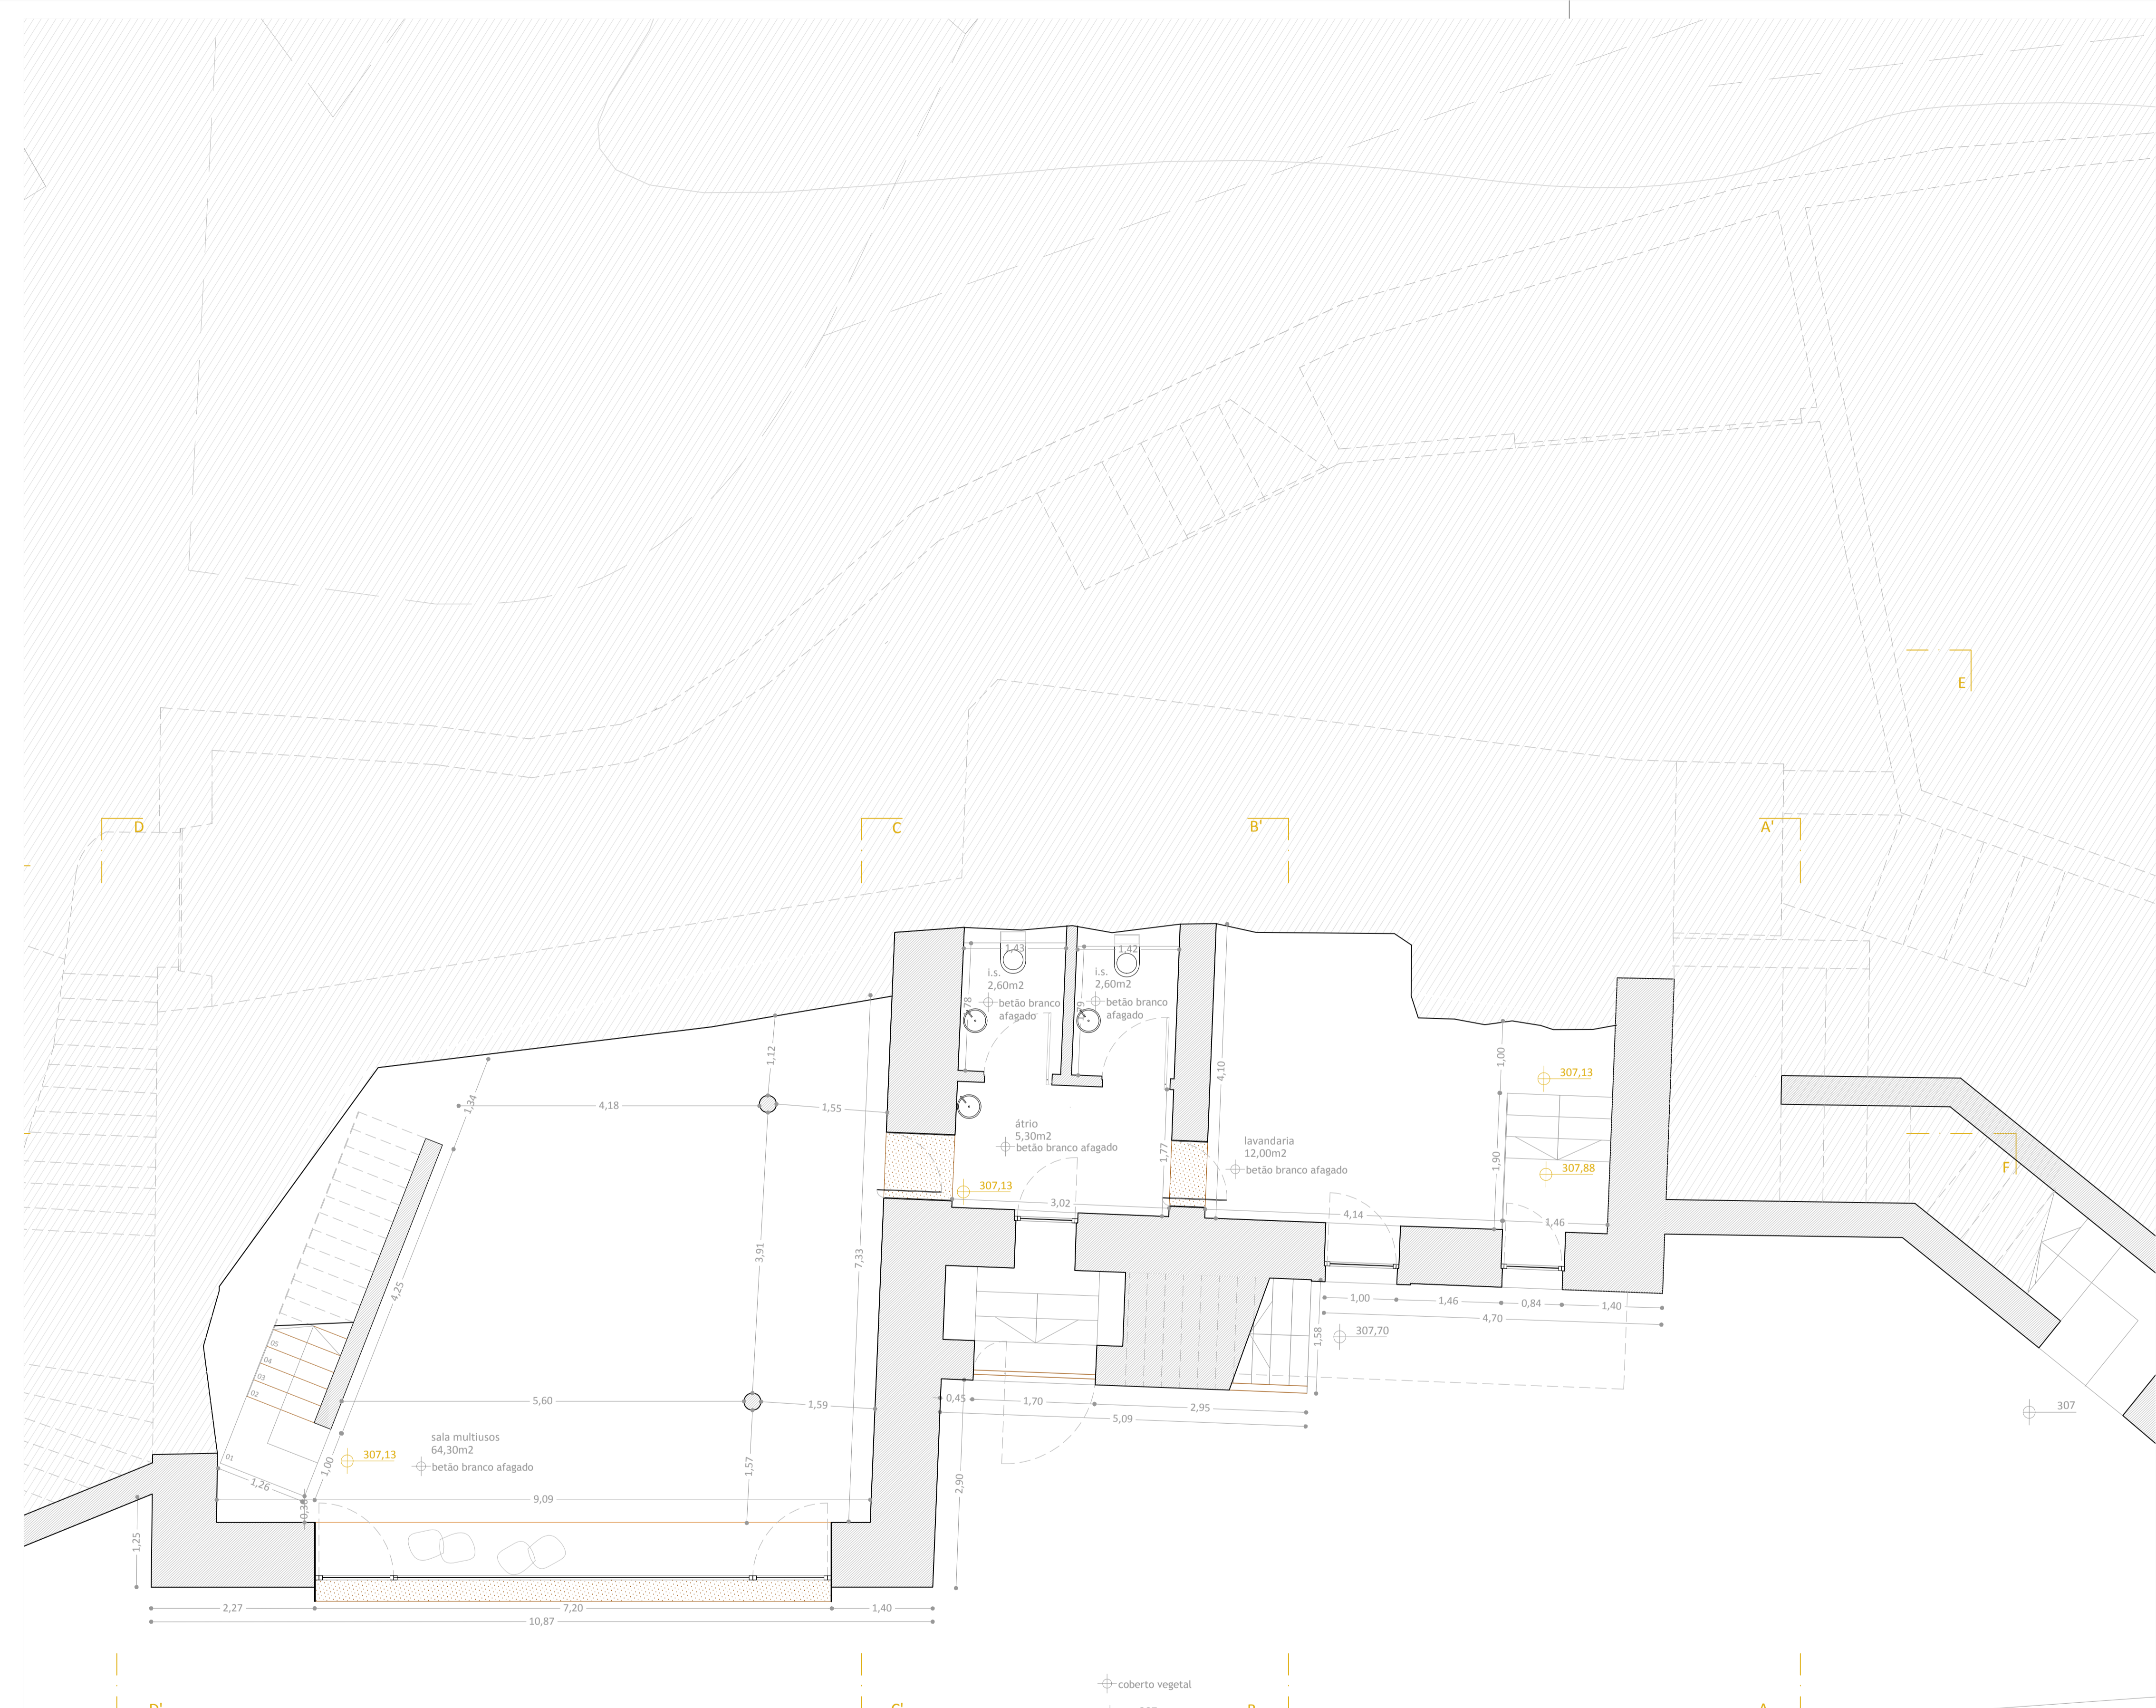 E
D
C
B'
A'
1,43
1,42
i.s.
2,60m2
betão branco
afagado
i.s.
2,60m2
betão branco
afagado
1,12
1,00
4,10
307,13
1,34
4,18
1,55
átrio
5,30m2
betão branco afagado
1,77
lavandaria
12,00m2
betão branco afagado
1,90
307,88
F
307,13
3,02
4,14
1,46
3,91
7,33
4,25
1,00
1,46
0,84
1,40
4,70
1,58
307,70
05
04
03
02
01
5,60
1,59
0,45
1,70
2,95
5,09
307
sala multiusos
64,30m2
betão branco afagado
307,13
1,00
1,57
2,90
1,26
9,09
1,25
2,27
7,20
1,40
10,87
coberto vegetal